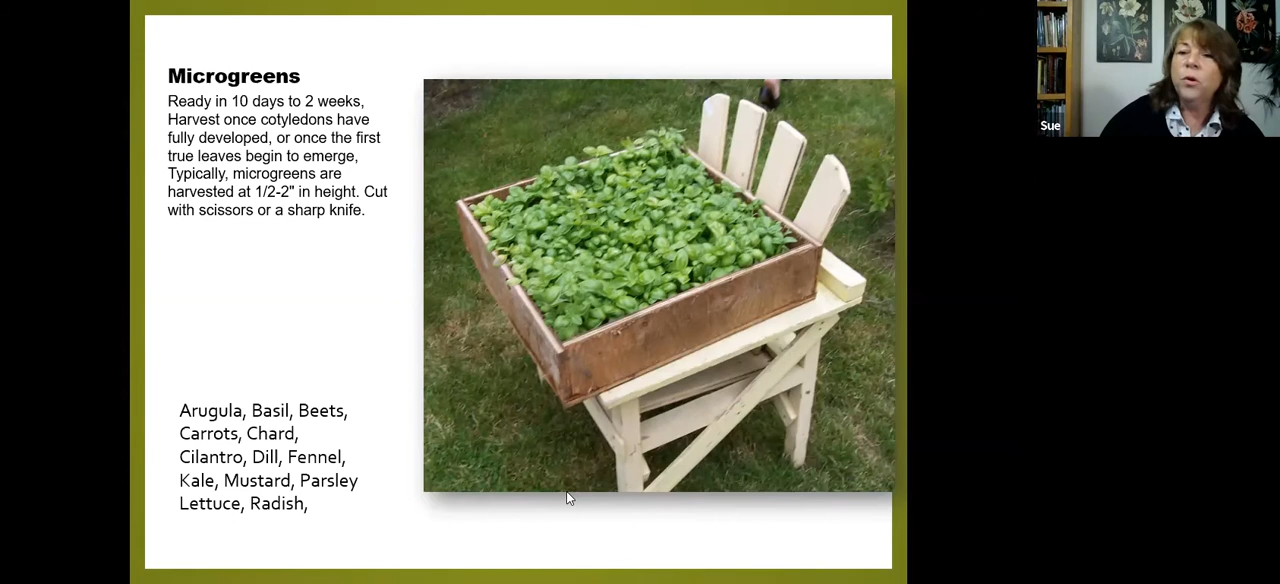 Microgreens
Ready in 10 days to 2 weeks,
Harvest once cotyledons have
fully developed, or once the first
true leaves begin to emerge,
Typically, microgreens are
harvested at 1/2-2" in height. Cut
with scissors or a sharp knife.
Arugula, Basil, Beets,
Carrots, Chard,
Cilantro, Dill, Fennel,
Kale, Mustard, Parsley
Lettuce, Radish,
Sue